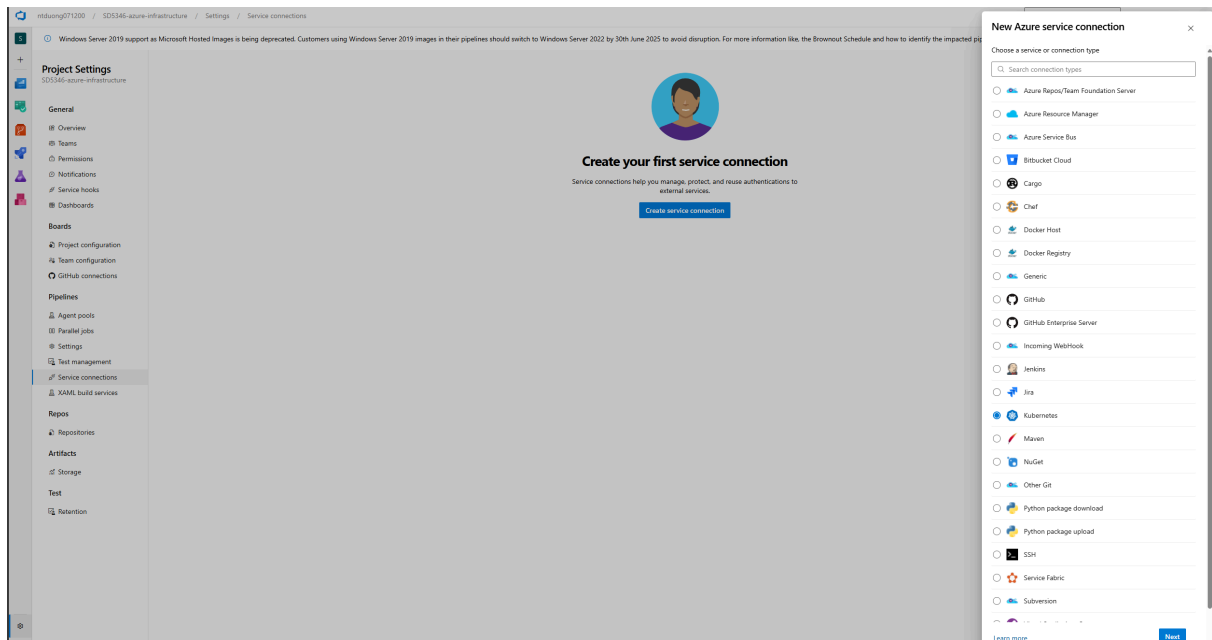 ntduong071200 / SD5346-azure-infrastructure / Settings / Service connections
S
Windows Server 2019 support as Microsoft Hosted Images is being deprecated. Customers using Windows Server 2019 images in their pipelines should switch to Windows Server 2022 by 30th June 2025 to avoid disruption. For more information like, the Brownout Schedule and how to identify the impacted pip
Project Settings
SD5346-azure-infrastructure
General
Overview
Teams
Permissions
Notifications
Service hooks
Dashboards
Boards
Project configuration
Team configuration
GitHub connections
Pipelines
Agent pools
Parallel jobs
Settings
Test management
Service connections
XAML build services
Repos
Repositories
Artifacts
Storage
Test
Retention
Create your first service connection
Service connections help you manage, protect, and reuse authentications to
external services.
Create service connection
New Azure service connection
Choose a service or connection type
Search connection types
Azure Repos/Team Foundation Server
Azure Resource Manager
Azure Service Bus
Bitbucket Cloud
Cargo
Chef
Docker Host
Docker Registry
Generic
GitHub
GitHub Enterprise Server
Incoming WebHook
Jenkins
Jira
Kubernetes
Maven
NuGet
Other Git
Python package download
Python package upload
SSH
Service Fabric
Subversion
Learn more
Next